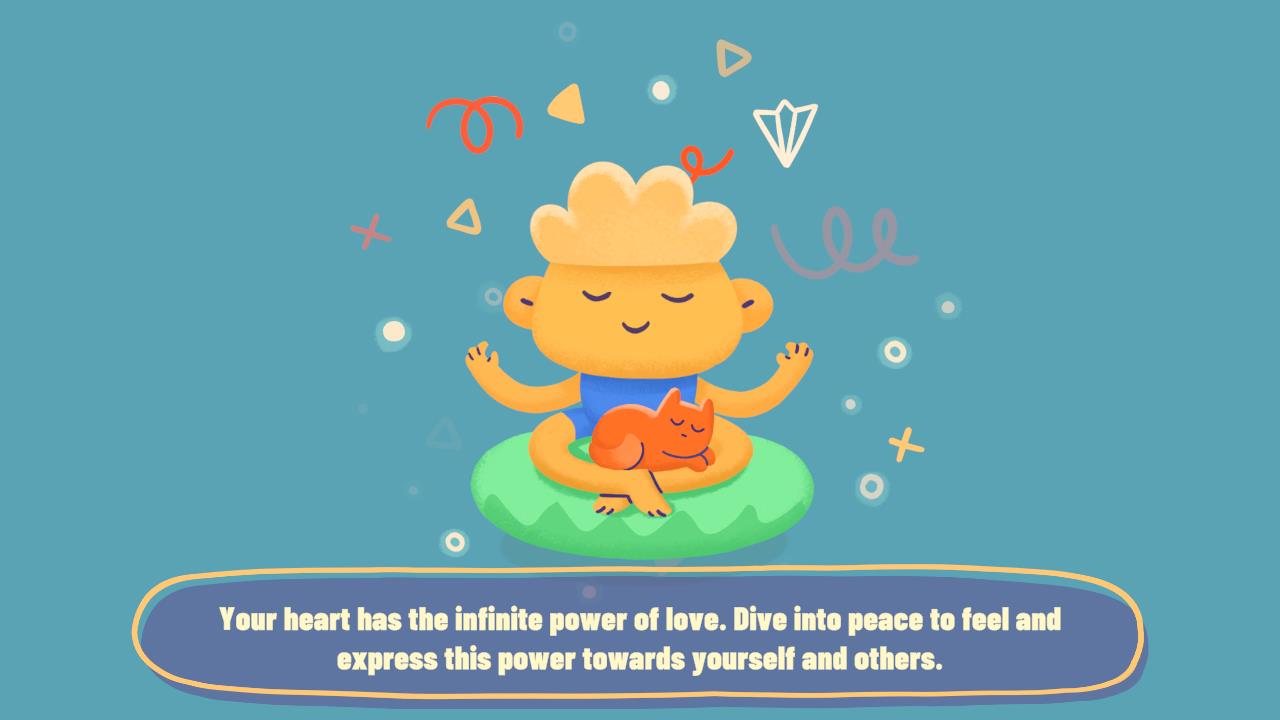 Your heart has the infinite power of love. Dive into peace to feel and
express this power towards yourself and others.